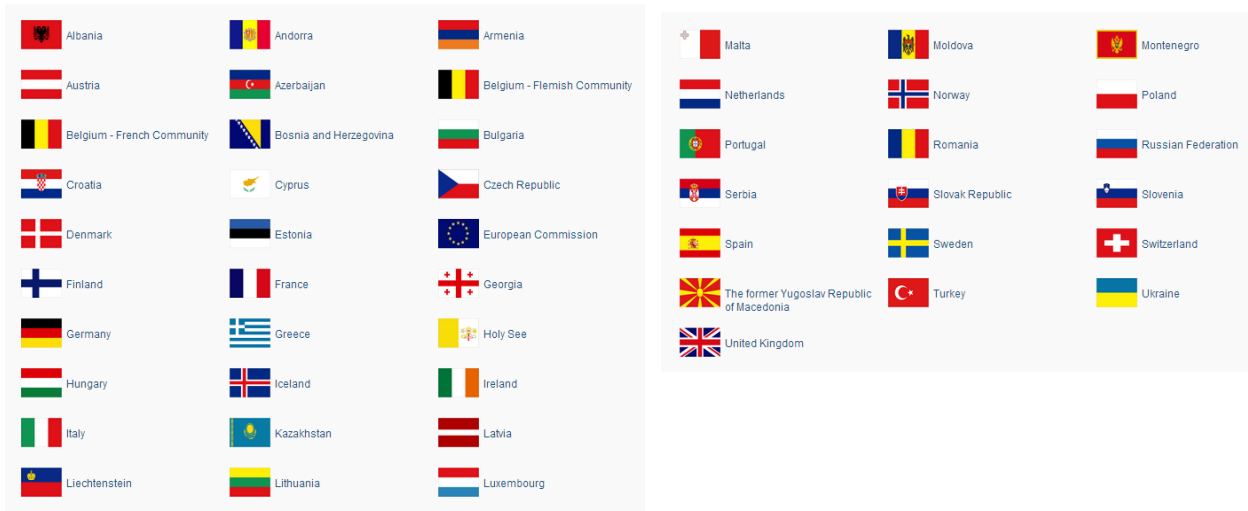 Albania
Andorra
Armenia
Austria
Azerbaijan
Belgium - Flemish Community
Belgium - French Community
Bosnia and Herzegovina
Bulgaria
Croatia
Cyprus
Czech Republic
Denmark
Estonia
European Commission
Finland
France
Georgia
Germany
Greece
Holy See
Hungary
Iceland
Ireland
Italy
Kazakhstan
Latvia
Liechtenstein
Lithuania
Luxembourg
Malta
Moldova
Montenegro
Netherlands
Norway
Poland
Portugal
Romania
Russian Federation
Serbia
Slovak Republic
Slovenia
Spain
Sweden
Switzerland
The former Yugoslav Republic
of Macedonia
Turkey
Ukraine
United Kingdom